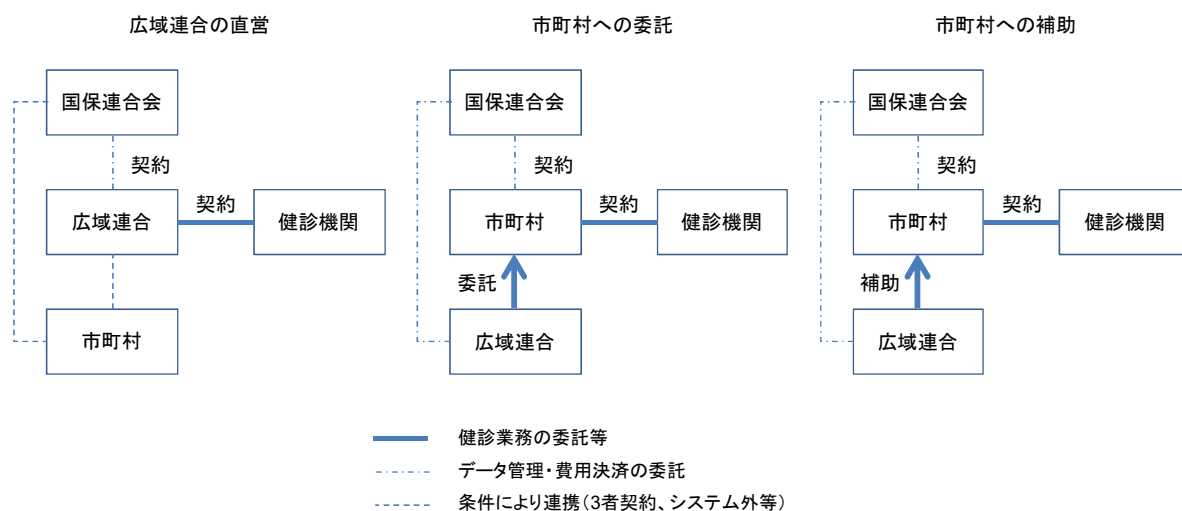 広域連合の直営
国保連合会
契約
広域連合
契約
健診機関
市町村
市町村への委託
国保連合会
契約
市町村
契約
健診機関
委託
広域連合
市町村への補助
国保連合会
契約
市町村
契約
健診機関
補助
広域連合
健診業務の委託等
データ管理・費用決済の委託
条件により連携(3者契約、システム外等)